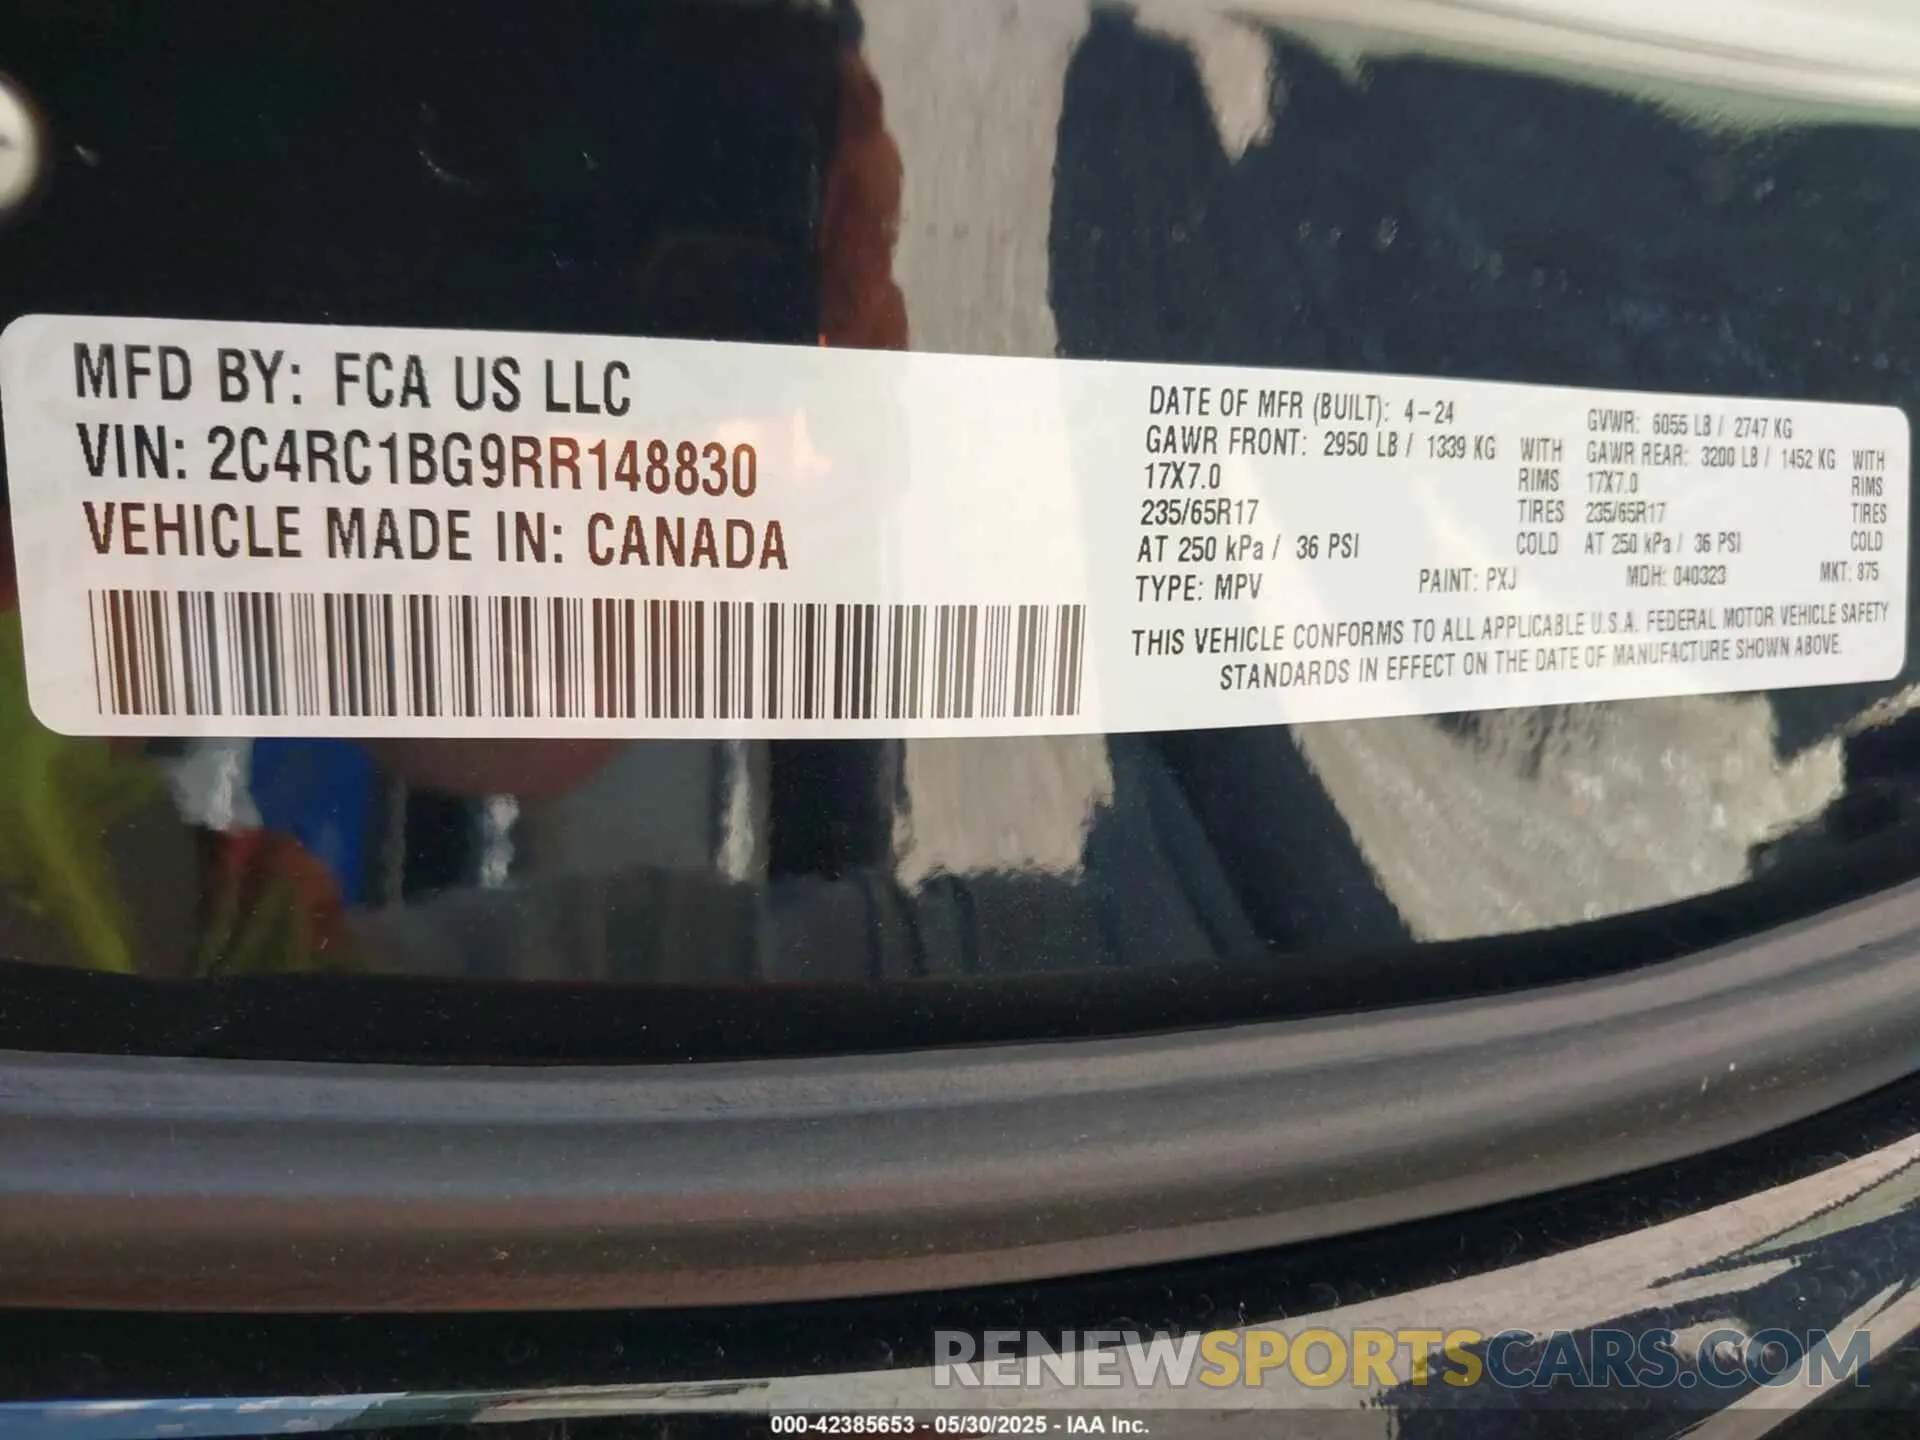 MFD BY: FCA US LLC
VIN: 2C4RC1BG9RR148830
VEHICLE MADE IN: CANADA
DATE OF MFR (BUILT): 4-24 GVWR: 6055 LB / 2747 KG
GAWR FRONT: 2950 LB / 1339 KG WITH GAWR REAR: 3200 LB / 1452 KG WITH
17X7.0 RIMS 17X7.0 RIMS
235/65R17 TIRES 235/65R17 TIRES
AT 250 kPa / 36 PSI COLD AT 250 kPa / 36 PSI COLD
TYPE: MPV PAINT: PXJ MDH: 040323 MKT: 875
THIS VEHICLE CONFORMS TO ALL APPLICABLE U.S.A. FEDERAL MOTOR VEHICLE SAFETY
STANDARDS IN EFFECT ON THE DATE OF MANUFACTURE SHOWN ABOVE.
RENEWSPORTSCARS.COM
000-42385653 - 05/30/2025 - IAA Inc.